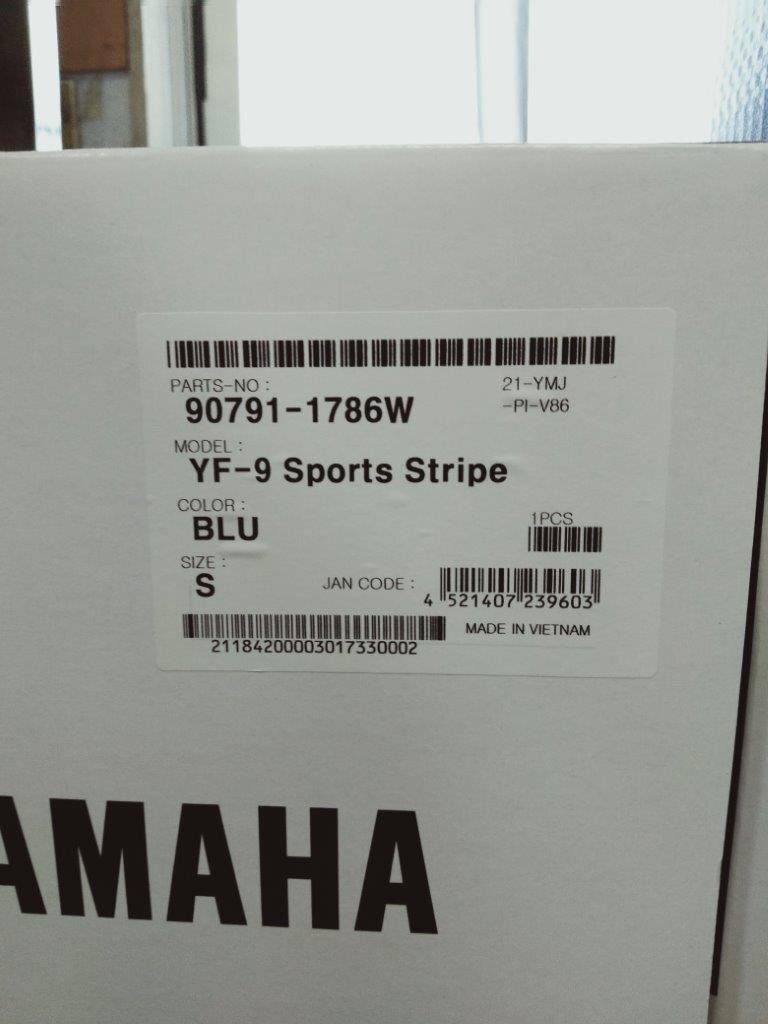 PARTS-NO :
21-YMJ
90791-1786W
-PI-V86
MODEL :
YF-9 Sports Stripe
COLOR :
BLU
1PCS
SIZE :
S
JAN CODE :
4 521407 239603
MADE IN VIETNAM
21184200003017330002
AMAHA